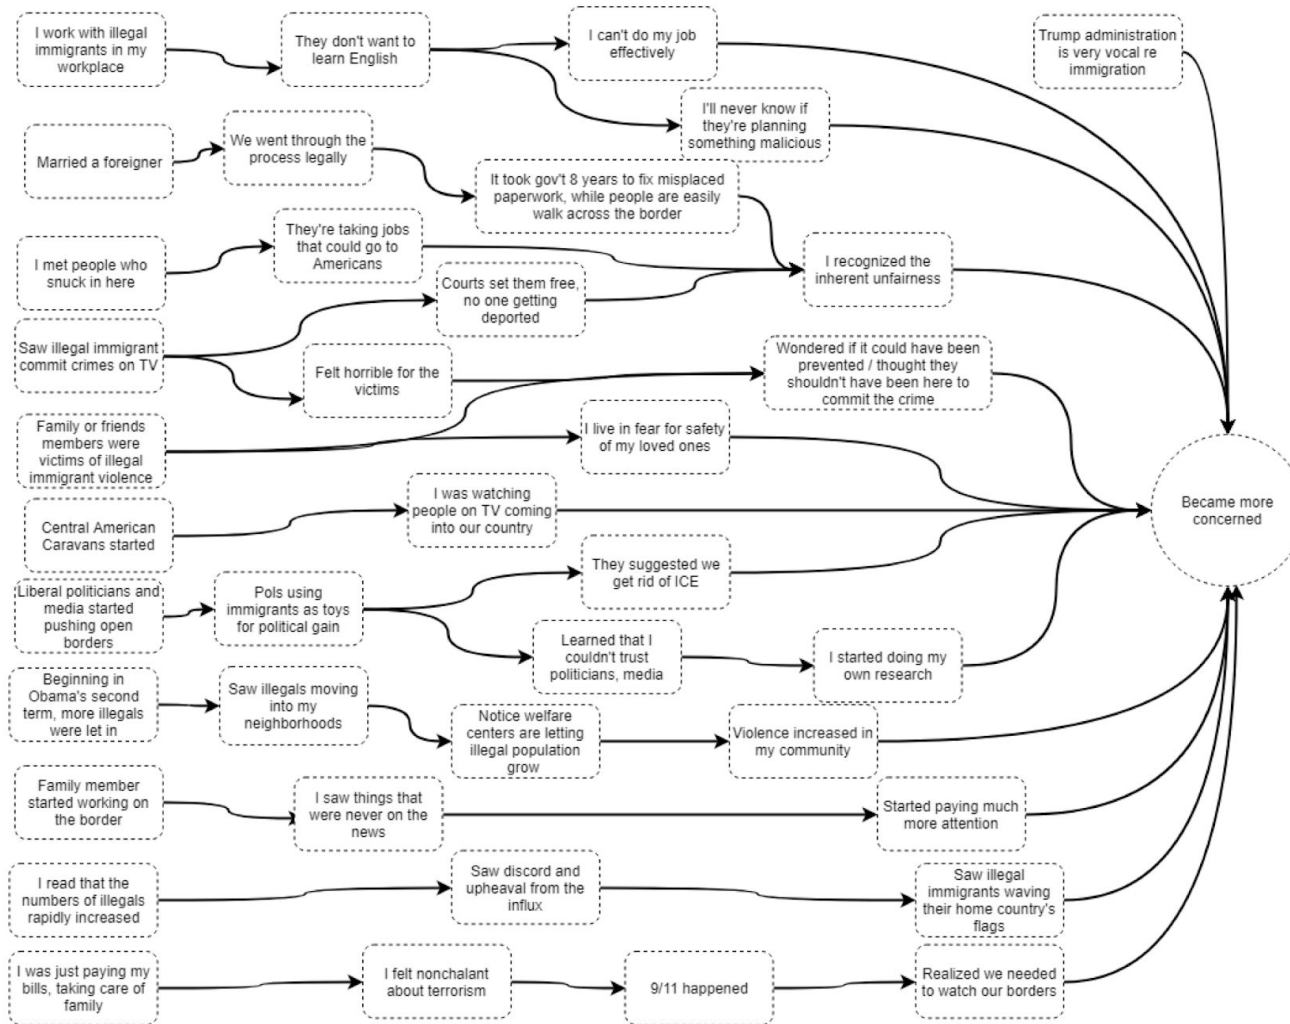 I work with illegal
immigrants in my
workplace
They don't want to
learn English
I can't do my job
effectively
Trump administration
is very vocal re
immigration
I'll never know if
they're planning
something malicious
Married a foreigner
We went through the
process legally
It took gov't 8 years to fix misplaced
paperwork, while people are easily
walk across the border
I met people who
snuck in here
They're taking jobs
that could go to
Americans
I recognized the
inherent unfairness
Courts set them free,
no one getting
deported
Saw illegal immigrant
commit crimes on TV
Felt horrible for the
victims
Wondered if it could have been
prevented / thought they
shouldn't have been here to
commit the crime
Family or friends
members were
victims of illegal
immigrant violence
I live in fear for safety
of my loved ones
Became more
concerned
Central American
Caravans started
I was watching
people on TV coming
into our country
Liberal politicians and
media started
pushing open
borders
Pols using
immigrants as toys
for political gain
They suggested we
get rid of ICE
Learned that I
couldn't trust
politicians, media
I started doing my
own research
Beginning in
Obama's second
term, more illegals
were let in
Saw illegals moving
into my
neighborhoods
Notice welfare
centers are letting
illegal population
grow
Violence increased in
my community
Family member
started working on
the border
I saw things that
were never on the
news
Started paying much
more attention
I read that the
numbers of illegals
rapidly increased
Saw discord and
upheaval from the
influx
Saw illegal
immigrants waving
their home country's
flags
I was just paying my
bills, taking care of
family
I felt nonchalant
about terrorism
9/11 happened
Realized we needed
to watch our borders